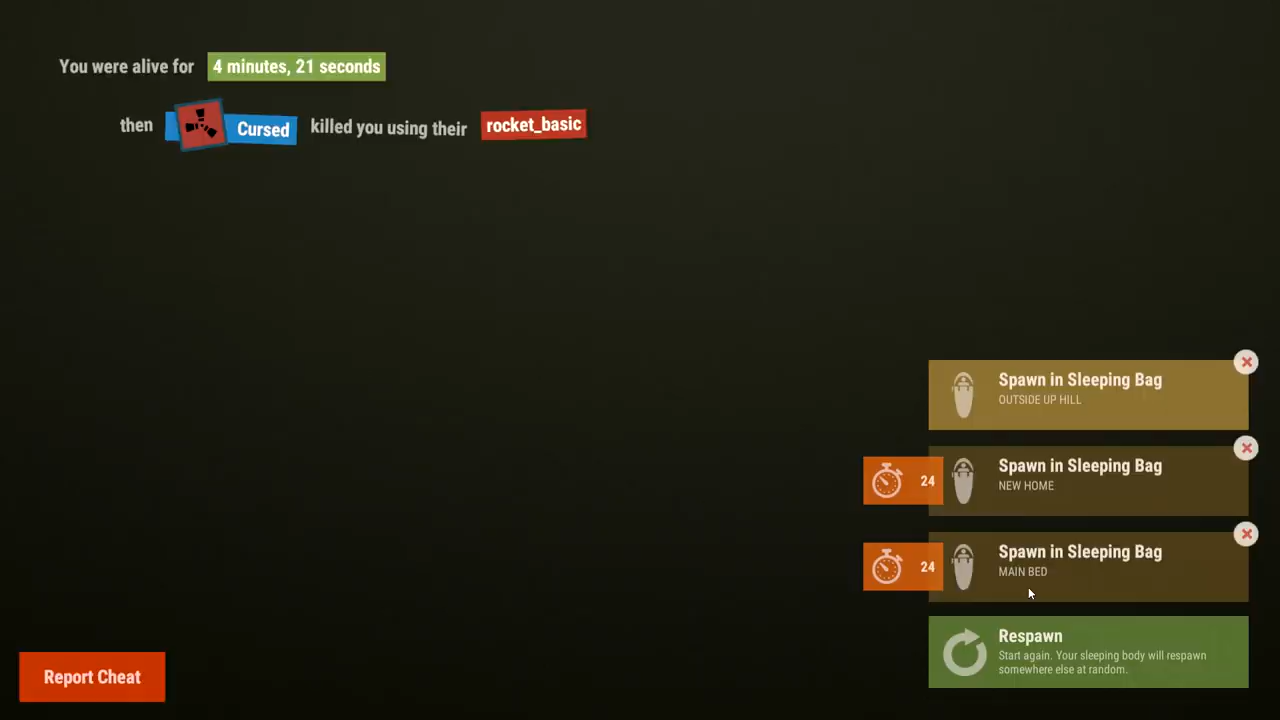 You were alive for 4 minutes, 21 seconds
then Cursed killed you using their rocket_basic
Spawn in Sleeping Bag
OUTSIDE UP HILL
24 Spawn in Sleeping Bag
NEW HOME
24 Spawn in Sleeping Bag
MAIN BED
Respawn
Start again. Your sleeping body will respawn
somewhere else at random.
Report Cheat